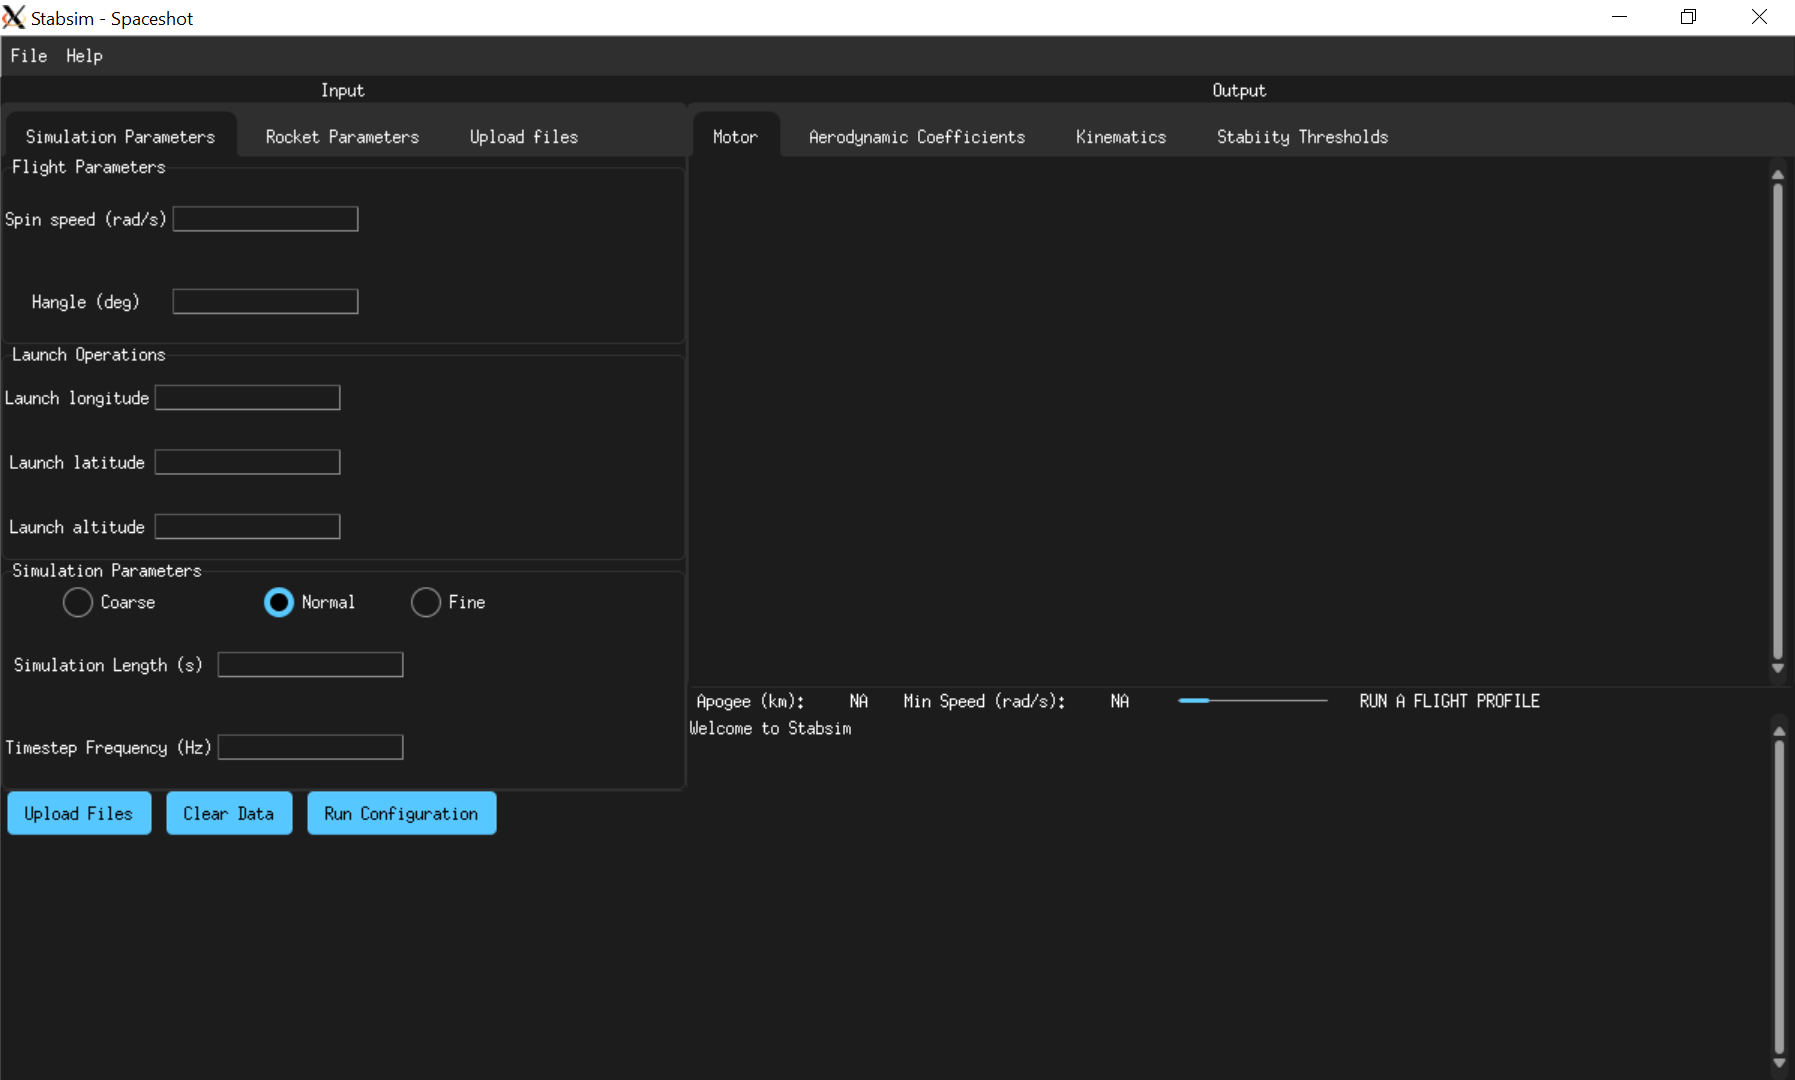 Stabsim - Spaceshot
File Help
Input
Output
Simulation Parameters Rocket Parameters Upload files
Motor Aerodynamic Coefficients Kinematics Stabiity Thresholds
Flight Parameters
Spin speed (rad/s)
Hangle (deg)
Launch Operations
Launch longitude
Launch latitude
Launch altitude
Simulation Parameters
Coarse Normal Fine
Simulation Length (s)
Timestep Frequency (Hz)
Upload Files Clear Data Run Configuration
Apogee (km): NA Min Speed (rad/s): NA RUN A FLIGHT PROFILE
Welcome to Stabsim